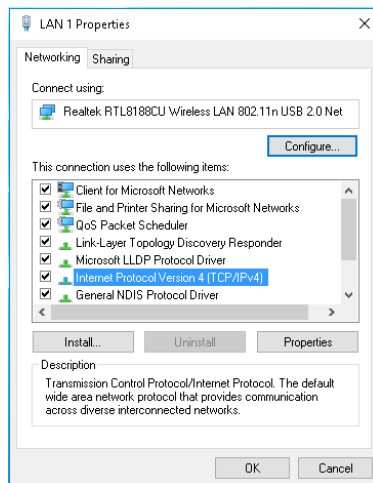 LAN 1 Properties
Networking
Sharing
Connect using:
Realtek RTL8188CU Wireless LAN 802.11n USB 2.0 Net
Configure...
This connection uses the following items:
Client for Microsoft Networks
File and Printer Sharing for Microsoft Networks
QoS Packet Scheduler
Link-Layer Topology Discovery Responder
Microsoft LLDP Protocol Driver
Internet Protocol Version 4 (TCP/IPv4)
General NDIS Protocol Driver
Install...
Uninstall
Properties
Description
Transmission Control Protocol/Internet Protocol. The default
wide area network protocol that provides communication
across diverse interconnected networks.
OK
Cancel